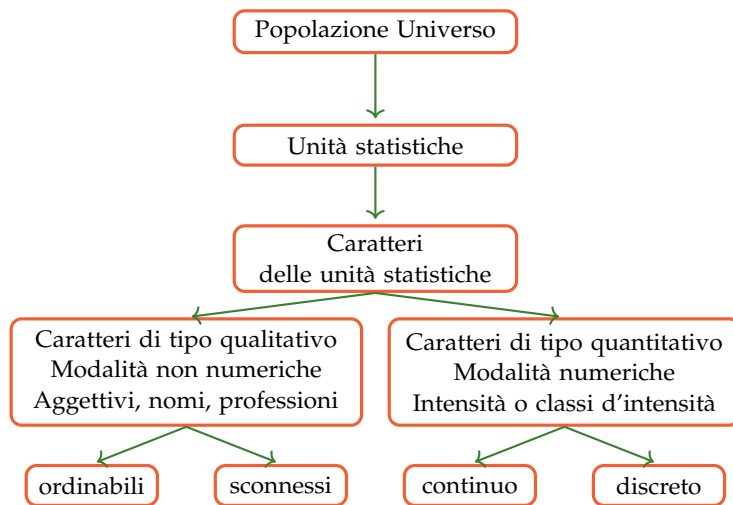 Popolazione Universo
Unità statistiche
Caratteri
delle unità statistiche
Caratteri di tipo qualitativo
Modalità non numeriche
Aggettivi, nomi, professioni
Caratteri di tipo quantitativo
Modalità numeriche
Intensità o classi d'intensità
ordinabili
sconnessi
continuo
discreto